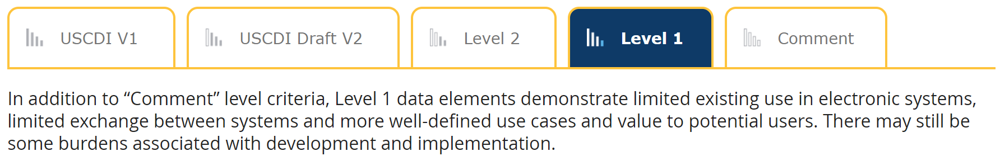 USCDI V1 USCDI Draft V2 Level 2 Level 1 Comment
In addition to “Comment” level criteria, Level 1 data elements demonstrate limited existing use in electronic systems,
limited exchange between systems and more well-defined use cases and value to potential users. There may still be
some burdens associated with development and implementation.